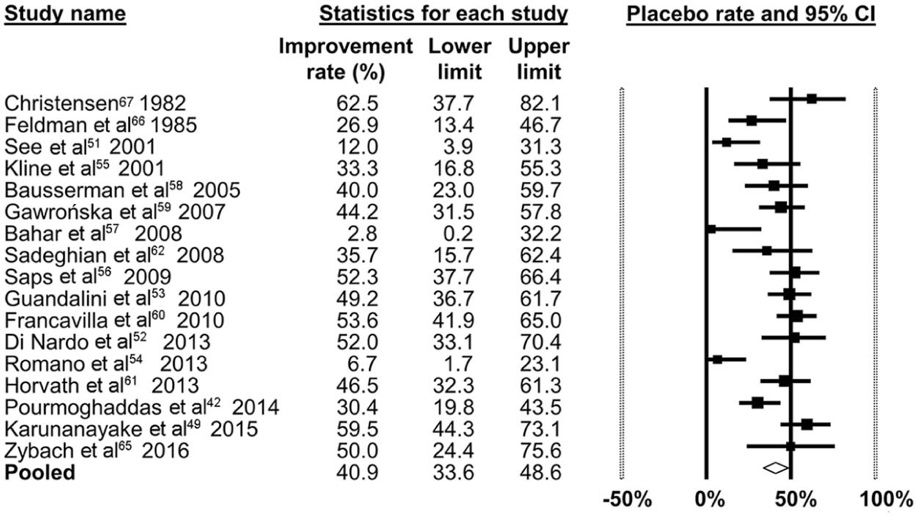 Study name Statistics for each study Placebo rate and 95% CI
Improvement Lower Upper
rate (%) limit limit
Christensen⁶⁷ 1982 62.5 37.7 82.1
Feldman et al⁶⁶ 1985 26.9 13.4 46.7
See et al⁵¹ 2001 12.0 3.9 31.3
Kline et al⁵⁵ 2001 33.3 16.8 55.3
Bausserman et al⁵⁸ 2005 40.0 23.0 59.7
Gawrońska et al⁵⁹ 2007 44.2 31.5 57.8
Bahar et al⁵⁷ 2008 2.8 0.2 32.2
Sadeghian et al⁶² 2008 35.7 15.7 62.4
Saps et al⁵⁶ 2009 52.3 37.7 66.4
Guandalini et al⁵³ 2010 49.2 36.7 61.7
Francavilla et al⁶⁰ 2010 53.6 41.9 65.0
Di Nardo et al⁵² 2013 52.0 33.1 70.4
Romano et al⁵⁴ 2013 6.7 1.7 23.1
Horvath et al⁶¹ 2013 46.5 32.3 61.3
Pourmoghaddas et al⁴² 2014 30.4 19.8 43.5
Karunanayake et al⁴⁹ 2015 59.5 44.3 73.1
Zybach et al⁶⁵ 2016 50.0 24.4 75.6
Pooled 40.9 33.6 48.6
-50% 0% 50% 100%